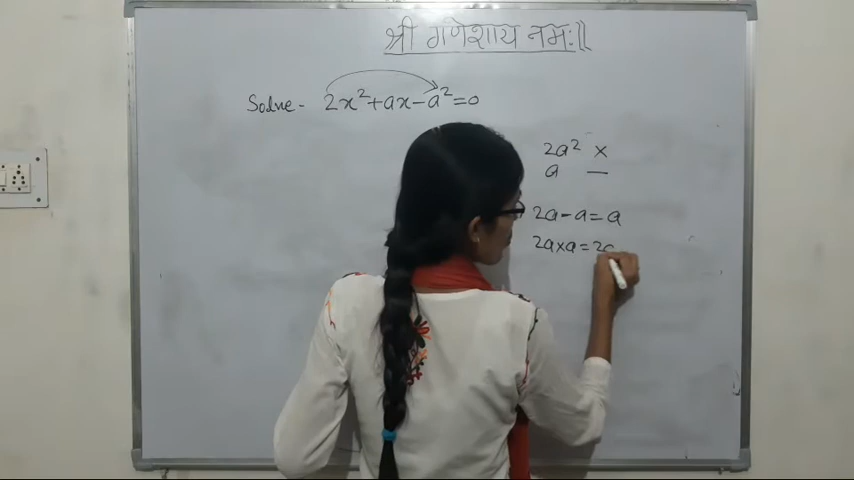 श्री गणेशाय नमः॥
Solve - 2x²+ax-a²=0
2a² ×
a —
2a-a=a
2a×a=2a